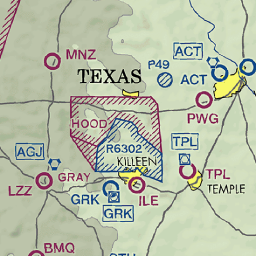 MNZ
P49
ACT
TEXAS
ACT
PWG
HOOD
R6302
KILLEEN
TPL
AGJ
GRAY
TPL
LZZ
TEMPLE
GRK
ILE
GRK
BMQ